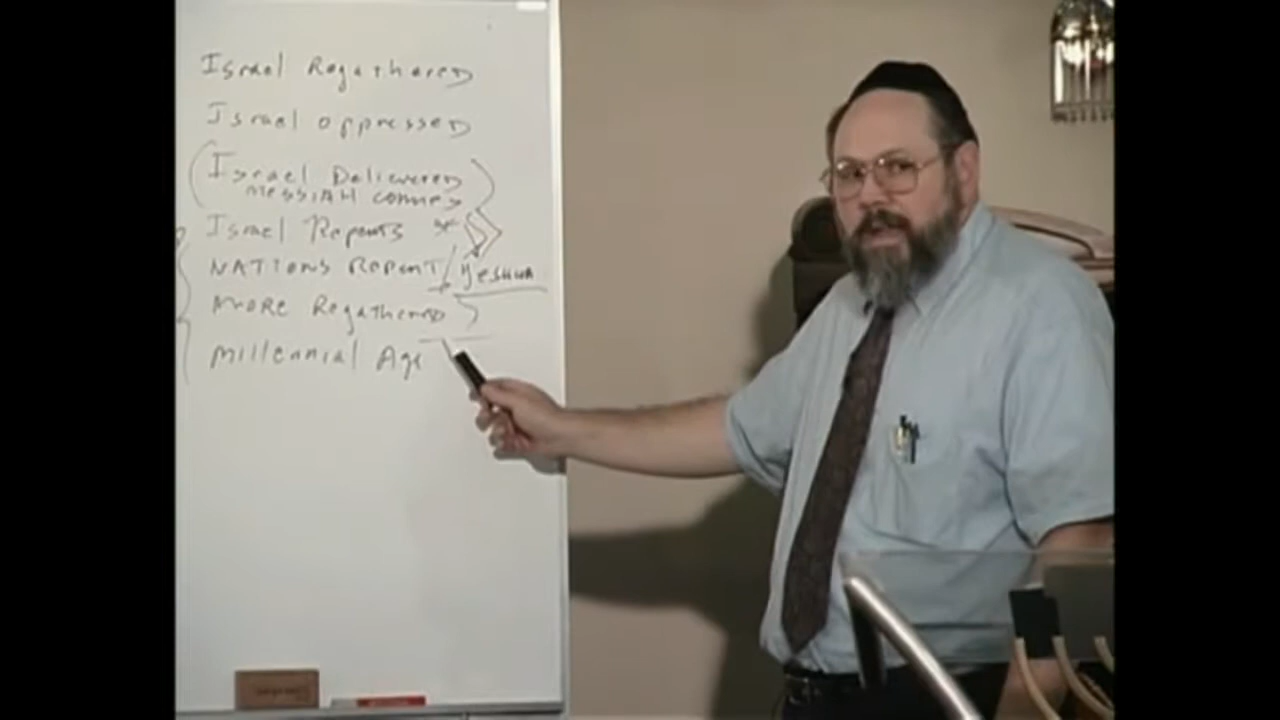 Israel Regathered
Israel oppressed
(Israel Delivered)
MessiAH comes
Israel Repents
NATIONS Repent / Yeshua
More Regathered
Millennial Age